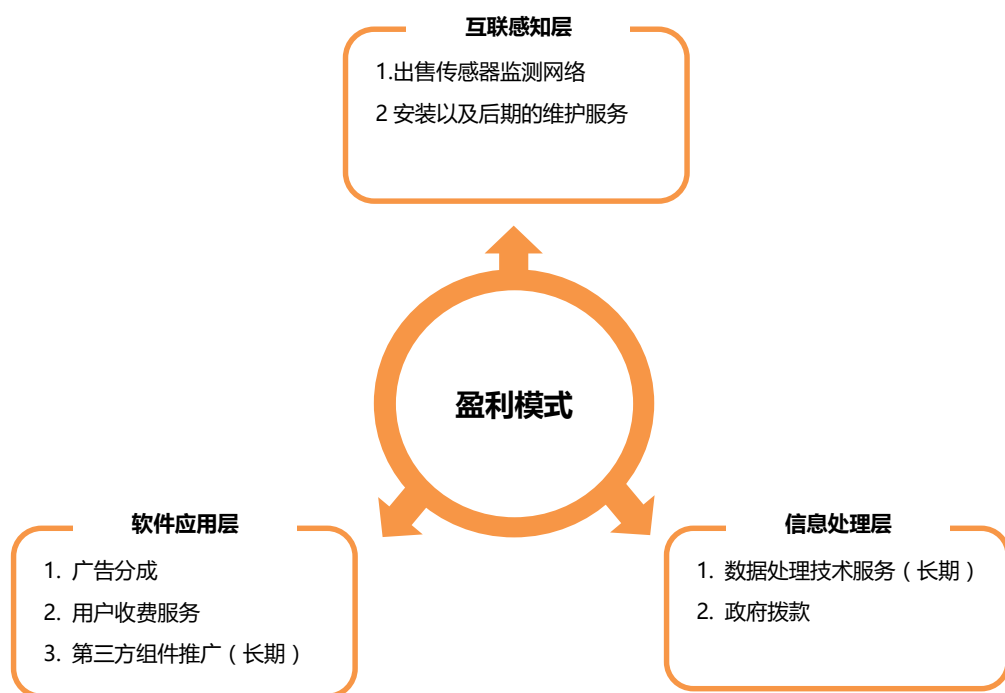 互联感知层
1.出售传感器监测网络
2 安装以及后期的维护服务
盈利模式
软件应用层
1. 广告分成
2. 用户收费服务
3. 第三方组件推广（长期）
信息处理层
1. 数据处理技术服务（长期）
2. 政府拨款